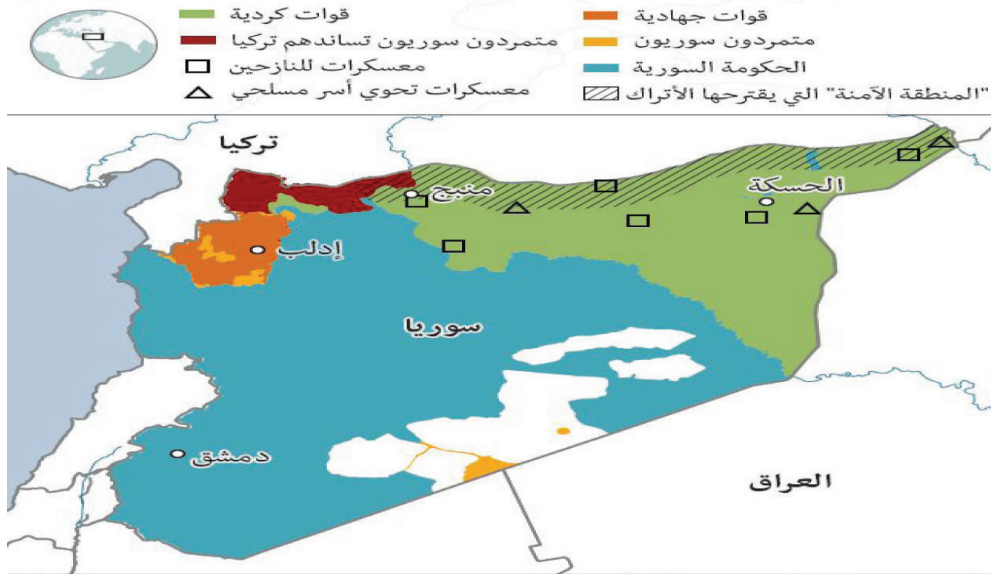 قوات جهادية
قوات كردية
متمردون سوريون
متمردون سوريون تساندهم تركيا
الحكومة السورية
معسكرات للنازحين
"المنطقة الآمنة" التي يقترحها الأتراك
معسكرات تحوي أسر مسلحي
تركيا
منبج
الحسكة
إدلب
سوريا
دمشق
العراق